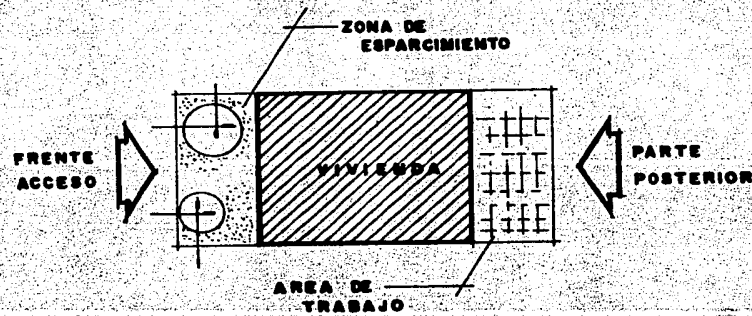 ZONA DE
ESPARCIMIENTO
FRENTE
ACCESO
VIVIENDA
PARTE
POSTERIOR
AREA DE
TRABAJO